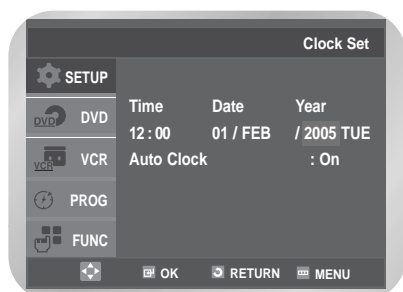 Clock Set
SETUP
DVD DVD
VCR VCR
PROG
FUNC
Time Date Year
12 : 00 01 / FEB / 2005 TUE
Auto Clock : On
OK RETURN MENU